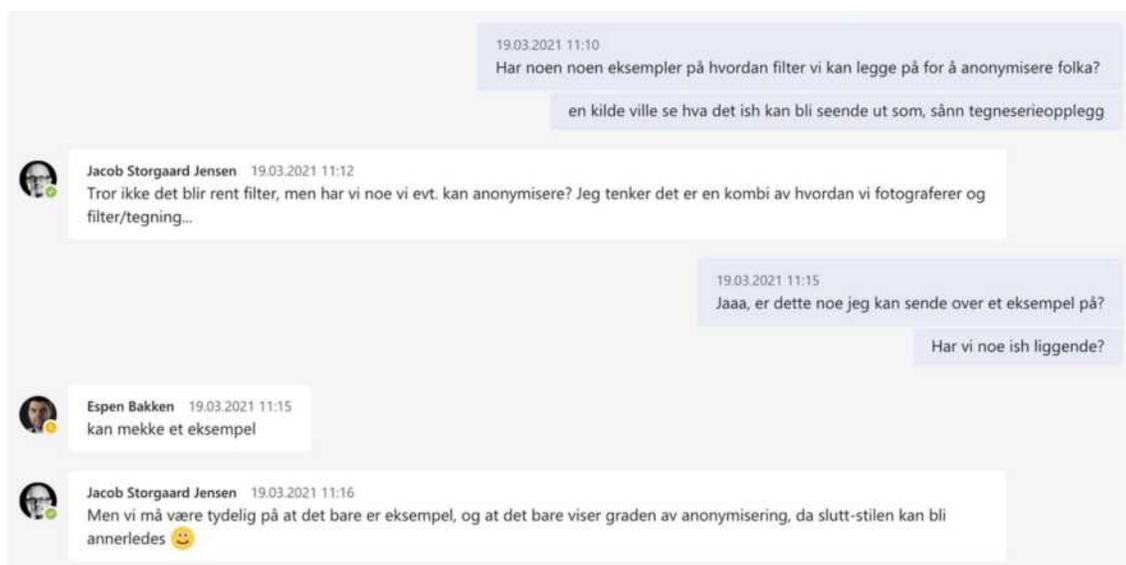 19.03.2021 11:10
Har noen noen eksempler på hvordan filter vi kan legge på for å anonymisere folka?
en kilde ville se hva det ish kan bli seende ut som, sånn tegneserieopplegg
Jacob Storgaard Jensen 19.03.2021 11:12
Tror ikke det blir rent filter, men har vi noe vi evt. kan anonymisere? Jeg tenker det er en kombi av hvordan vi fotograferer og
filter/tegning...
19.03.2021 11:15
Jaaa, er dette noe jeg kan sende over et eksempel på?
Har vi noe ish liggende?
Espen Bakken 19.03.2021 11:15
kan mekke et eksempel
Jacob Storgaard Jensen 19.03.2021 11:16
Men vi må være tydelig på at det bare er eksempel, og at det bare viser graden av anonymisering, da slutt-stilen kan bli
annerledes 😊